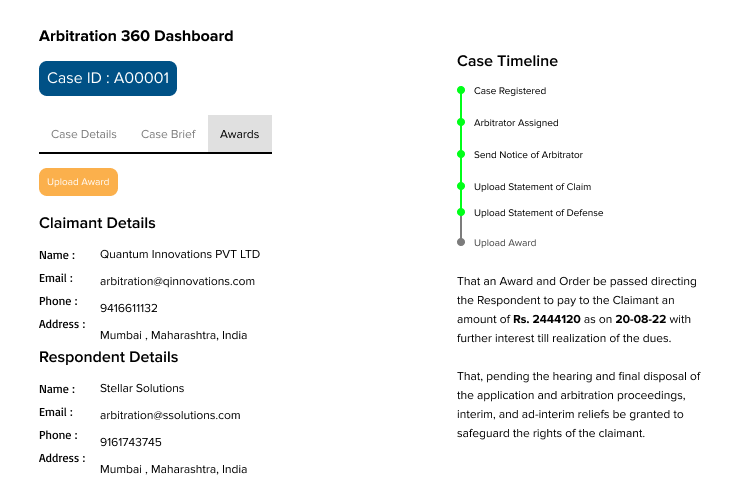 Arbitration 360 Dashboard
Case ID : A00001
Case Details Case Brief Awards
Upload Award
Claimant Details
Name : Quantum Innovations PVT LTD
Email : arbitration@qinnovations.com
Phone : 9416611132
Address : Mumbai , Maharashtra, India
Respondent Details
Name : Stellar Solutions
Email : arbitration@ssolutions.com
Phone : 9161743745
Address : Mumbai , Maharashtra, India
Case Timeline
Case Registered
Arbitrator Assigned
Send Notice of Arbitrator
Upload Statement of Claim
Upload Statement of Defense
Upload Award
That an Award and Order be passed directing
the Respondent to pay to the Claimant an
amount of Rs. 2444120 as on 20-08-22 with
further interest till realization of the dues.
That, pending the hearing and final disposal of
the application and arbitration proceedings,
interim, and ad-interim reliefs be granted to
safeguard the rights of the claimant.